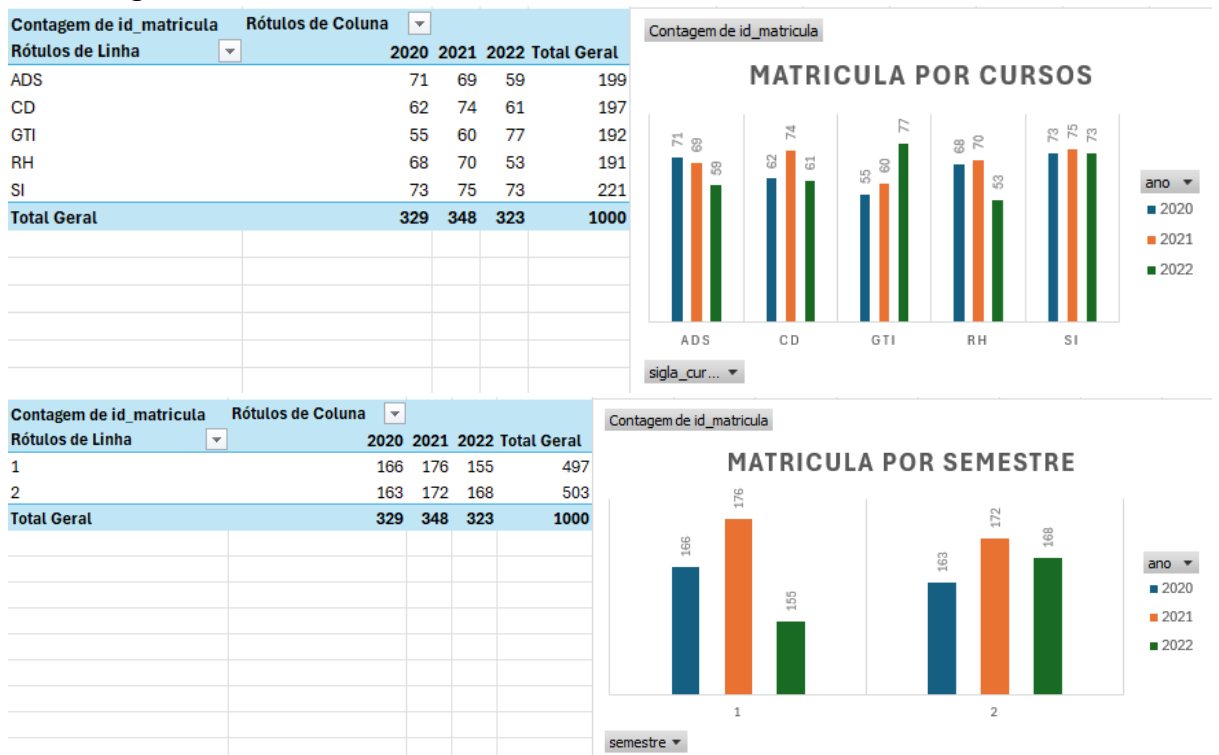 Contagem de id_matricula Rótulos de Coluna
Rótulos de Linha 2020 2021 2022 Total Geral
ADS 71 69 59 199
CD 62 74 61 197
GTI 55 60 77 192
RH 68 70 53 191
SI 73 75 73 221
Total Geral 329 348 323 1000
Contagem de id_matricula
MATRICULA POR CURSOS
71 69 59 62 74 61 55 60 77 68 70 53 73 75 73
ADS CD GTI RH SI
ano
2020
2021
2022
sigla_cur...
Contagem de id_matricula Rótulos de Coluna
Rótulos de Linha 2020 2021 2022 Total Geral
1 166 176 155 497
2 163 172 168 503
Total Geral 329 348 323 1000
Contagem de id_matricula
MATRICULA POR SEMESTRE
166 176 155 163 172 168
1 2
ano
2020
2021
2022
semestre